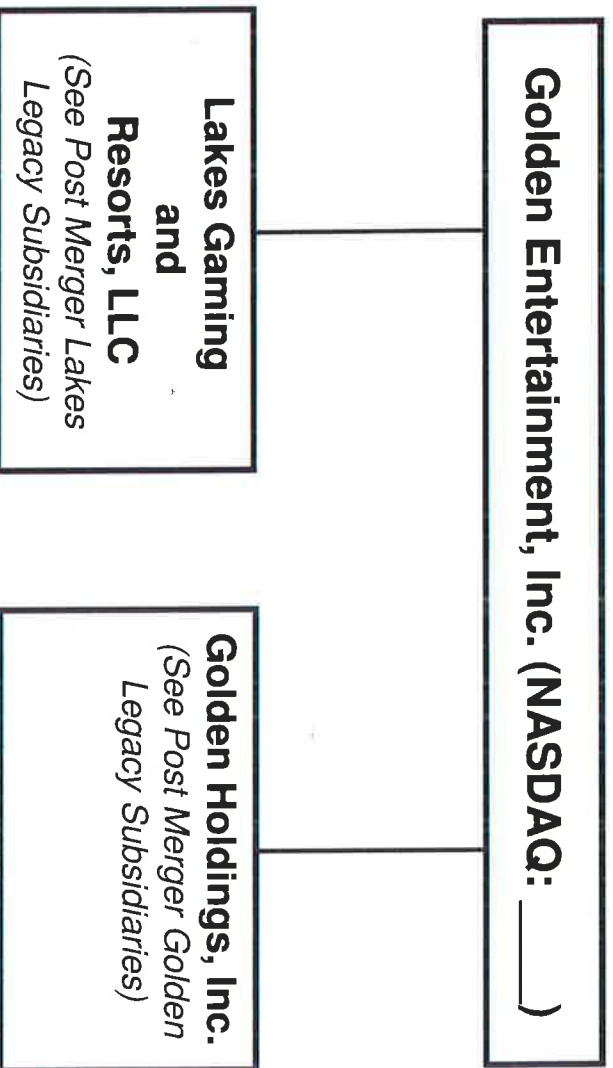 Golden Entertainment, Inc. (NASDAQ: ____)
Lakes Gaming
and
Resorts, LLC
(See Post Merger Lakes
Legacy Subsidiaries)
Golden Holdings, Inc.
(See Post Merger Golden
Legacy Subsidiaries)